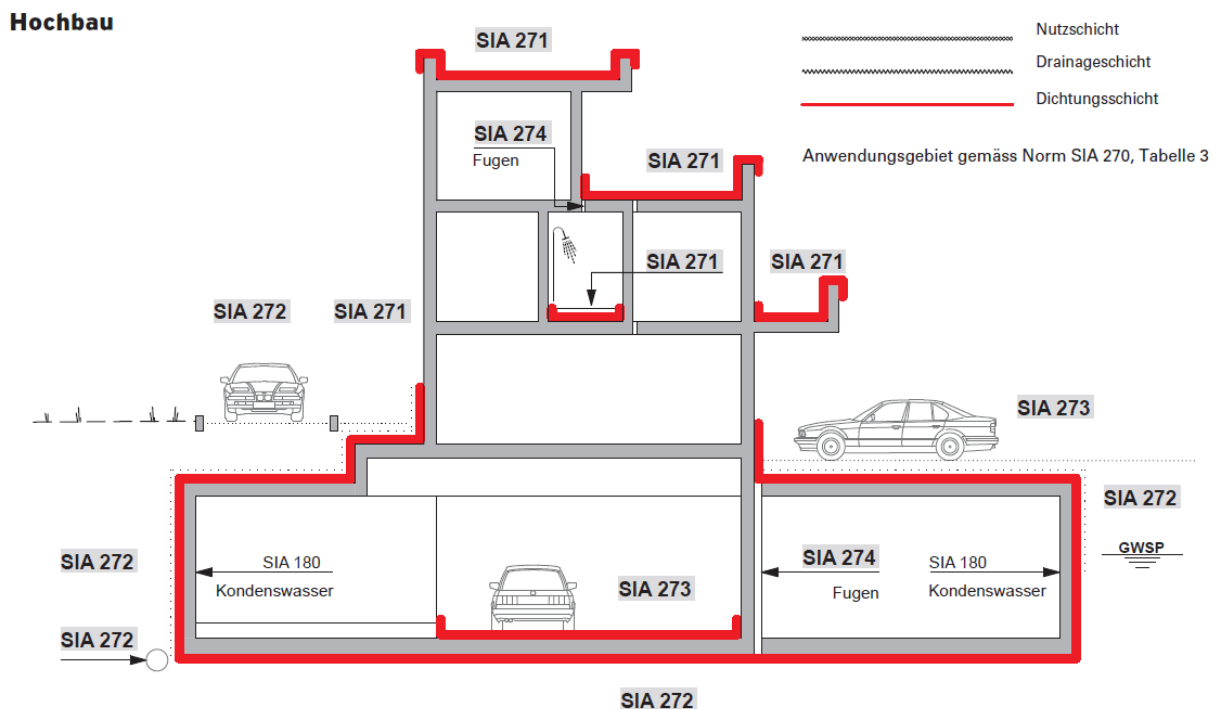 Hochbau
SIA 271
Nutzschicht
Drainageschicht
Dichtungsschicht
SIA 274
Fugen
SIA 271
Anwendungsgebiet gemäss Norm SIA 270, Tabelle 3
SIA 271
SIA 271
SIA 272
SIA 271
SIA 273
SIA 272
GWSP
SIA 272
SIA 180
Kondenswasser
SIA 273
SIA 274
Fugen
SIA 180
Kondenswasser
SIA 272
SIA 272